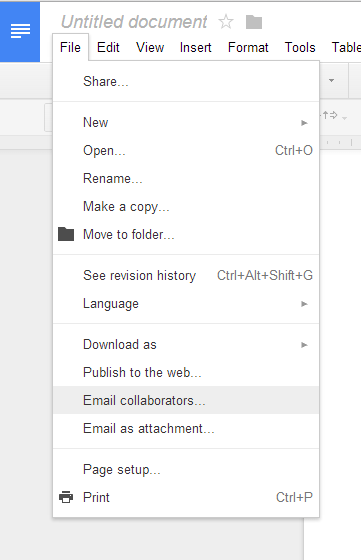 Untitled document
File Edit View Insert Format Tools Table
Share...
New
Open... Ctrl+O
Rename...
Make a copy...
Move to folder...
See revision history Ctrl+Alt+Shift+G
Language
Download as
Publish to the web...
Email collaborators...
Email as attachment...
Page setup...
Print Ctrl+P